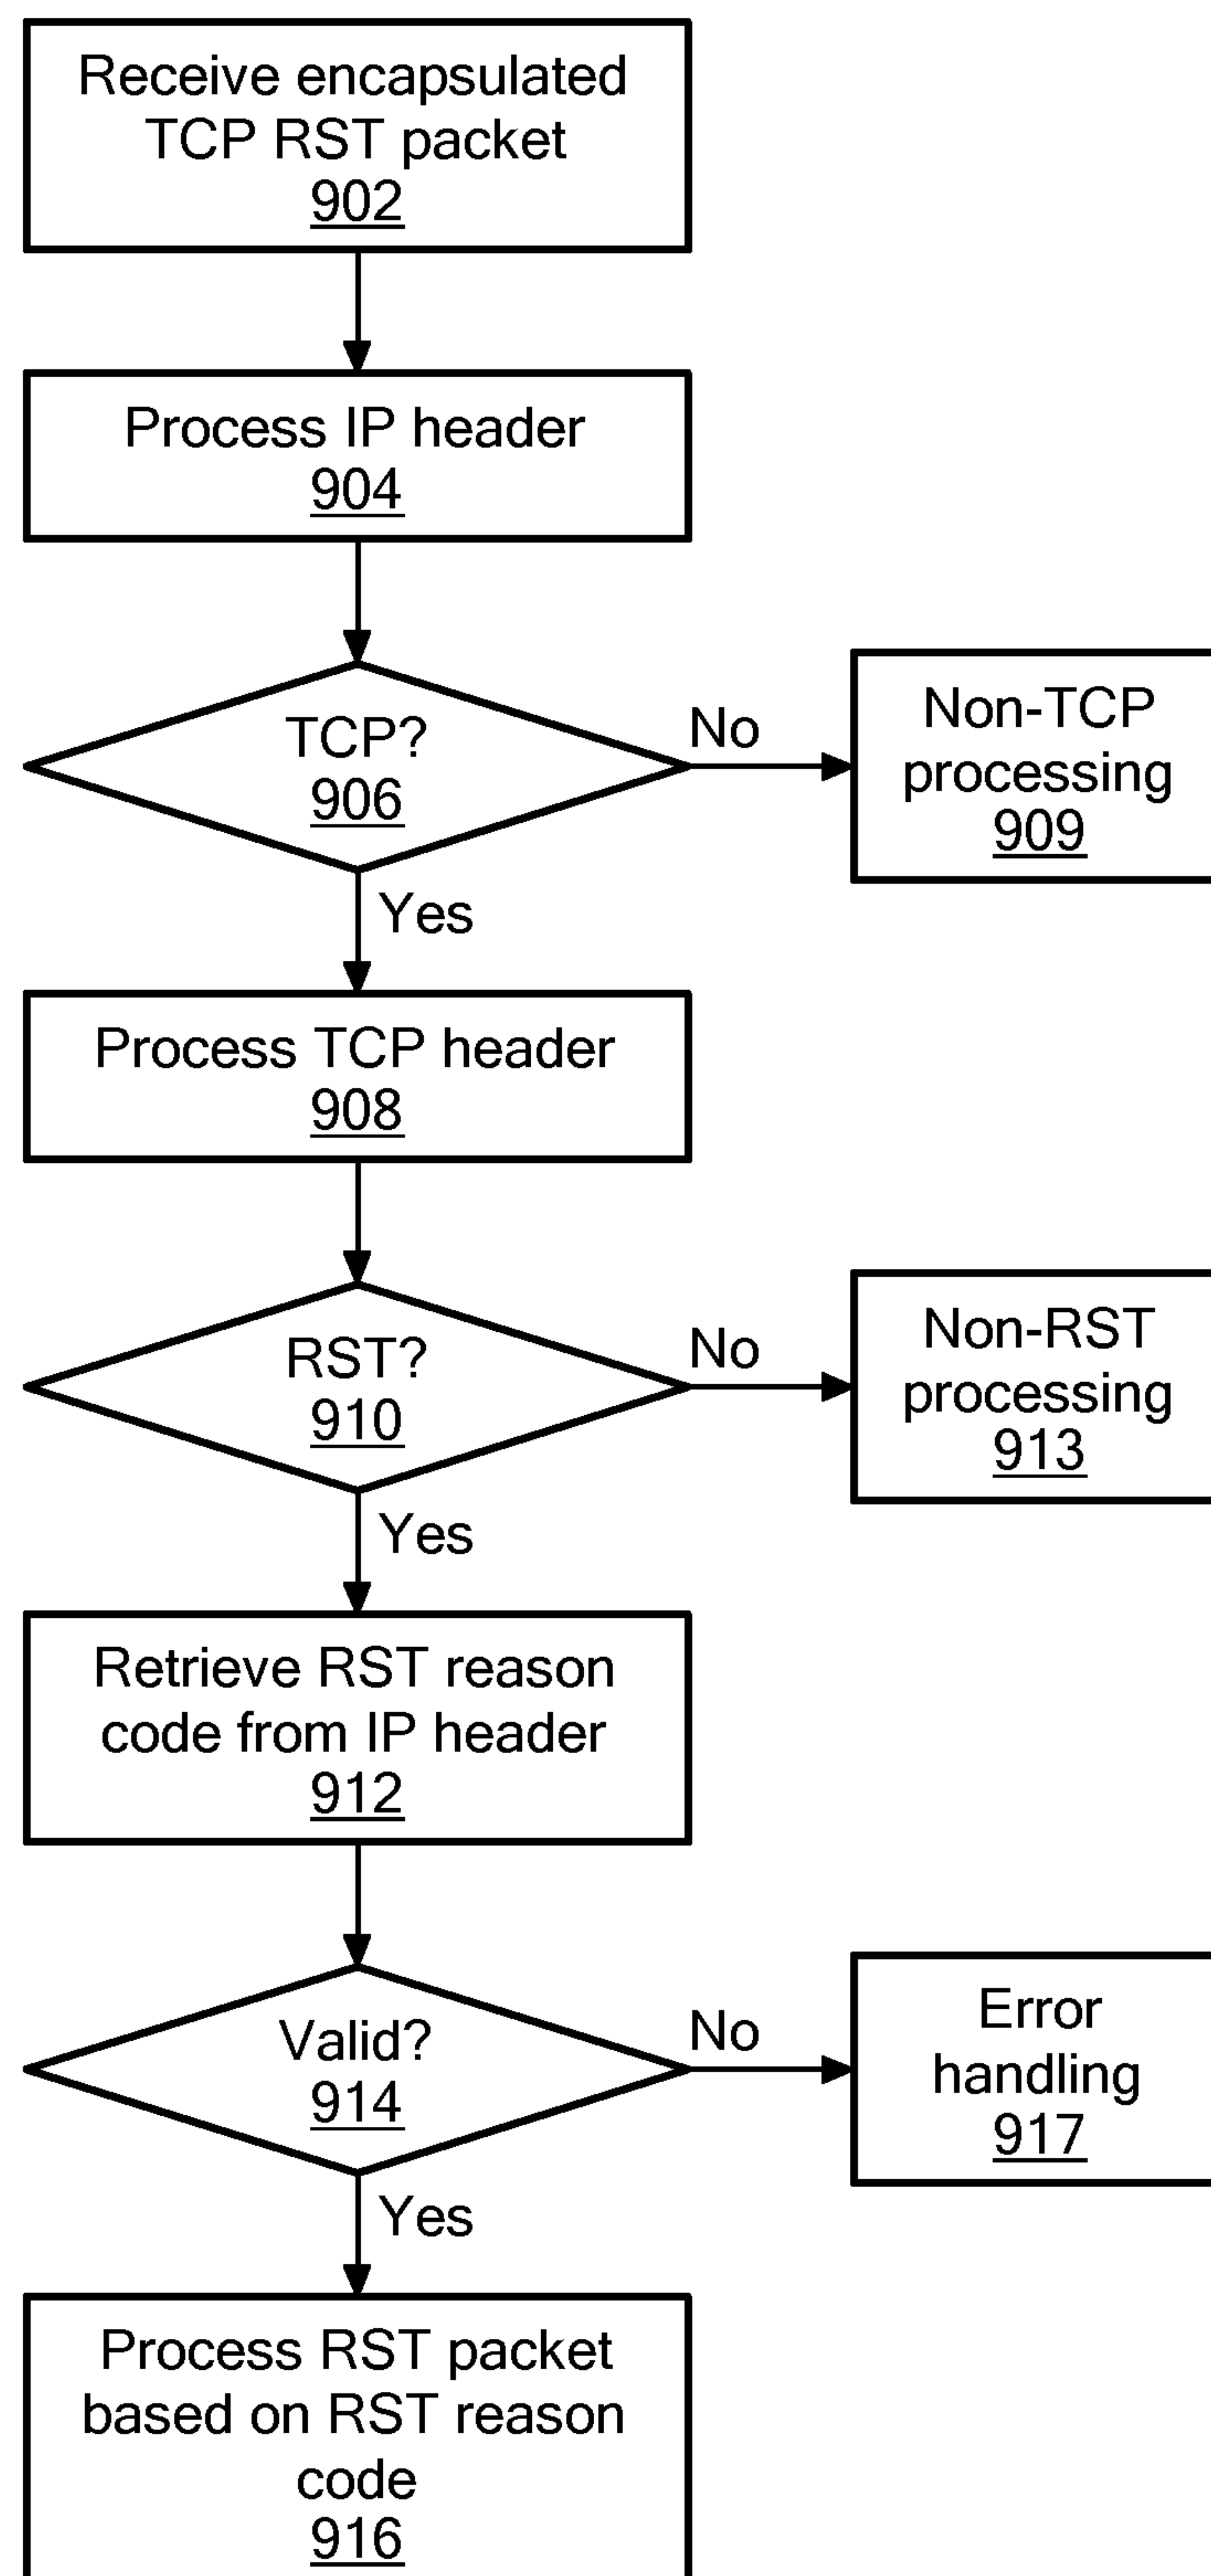 Receive encapsulated
TCP RST packet
902
Process IP header
904
TCP?
906
No
Non-TCP
processing
909
Yes
Process TCP header
908
RST?
910
No
Non-RST
processing
913
Yes
Retrieve RST reason
code from IP header
912
Valid?
914
No
Error
handling
917
Yes
Process RST packet
based on RST reason
code
916